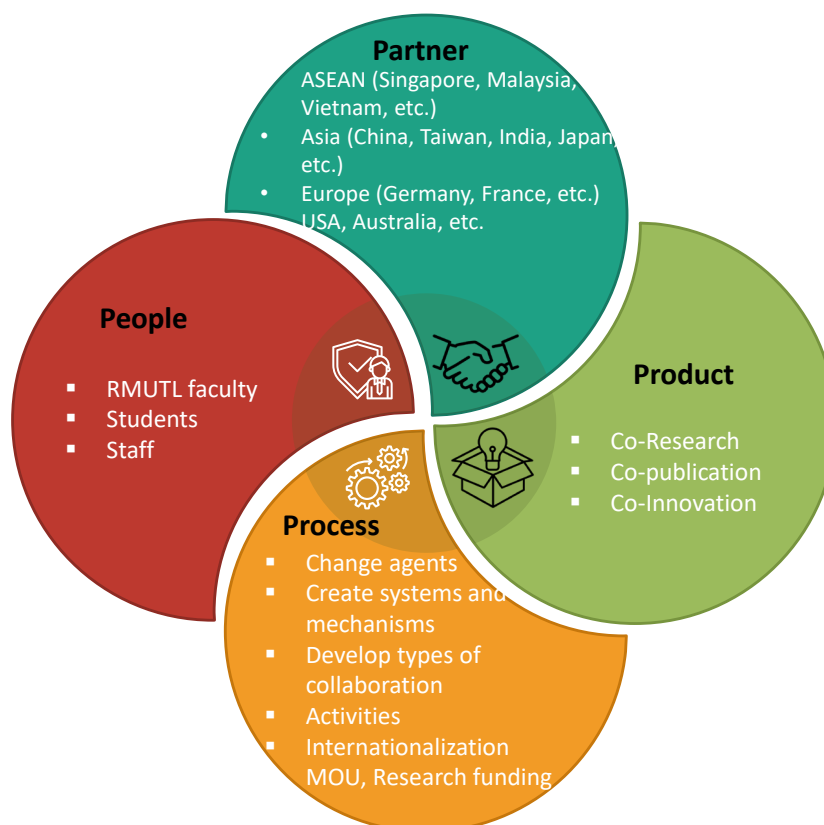 Partner
ASEAN (Singapore, Malaysia,
Vietnam, etc.)
• Asia (China, Taiwan, India, Japan,
etc.)
• Europe (Germany, France, etc.)
USA, Australia, etc.
People
▪ RMUTL faculty
▪ Students
▪ Staff
Product
▪ Co-Research
▪ Co-publication
▪ Co-Innovation
Process
▪ Change agents
▪ Create systems and
mechanisms
▪ Develop types of
collaboration
▪ Activities
▪ Internationalization
MOU, Research funding